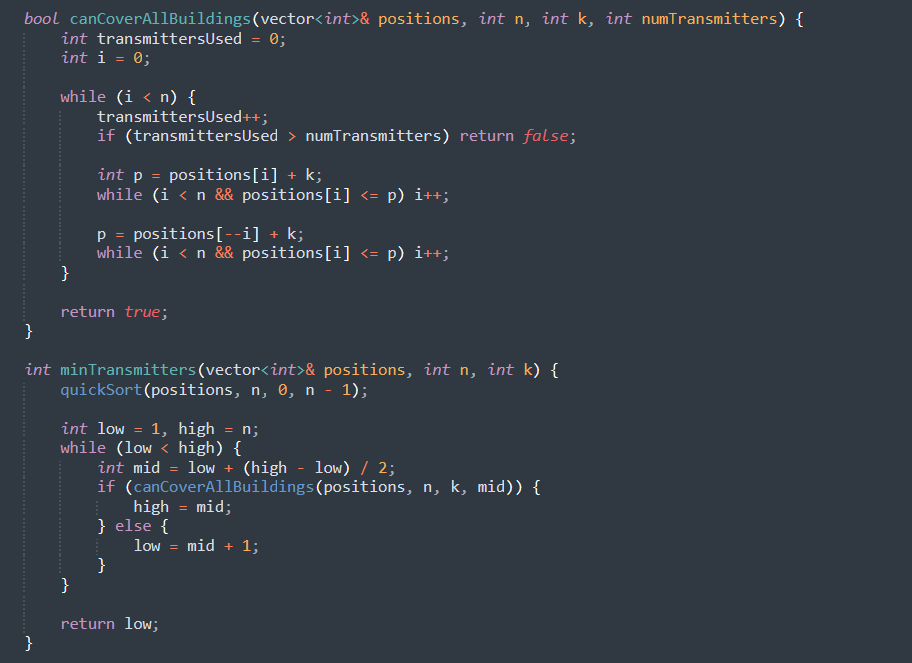 bool canCoverAllBuildings(vector<int>& positions, int n, int k, int numTransmitters) {
    int transmittersUsed = 0;
    int i = 0;

    while (i < n) {
        transmittersUsed++;
        if (transmittersUsed > numTransmitters) return false;

        int p = positions[i] + k;
        while (i < n && positions[i] <= p) i++;

        p = positions[--i] + k;
        while (i < n && positions[i] <= p) i++;
    }

    return true;
}

int minTransmitters(vector<int>& positions, int n, int k) {
    quickSort(positions, n, 0, n - 1);

    int low = 1, high = n;
    while (low < high) {
        int mid = low + (high - low) / 2;
        if (canCoverAllBuildings(positions, n, k, mid)) {
            high = mid;
        } else {
            low = mid + 1;
        }
    }

    return low;
}